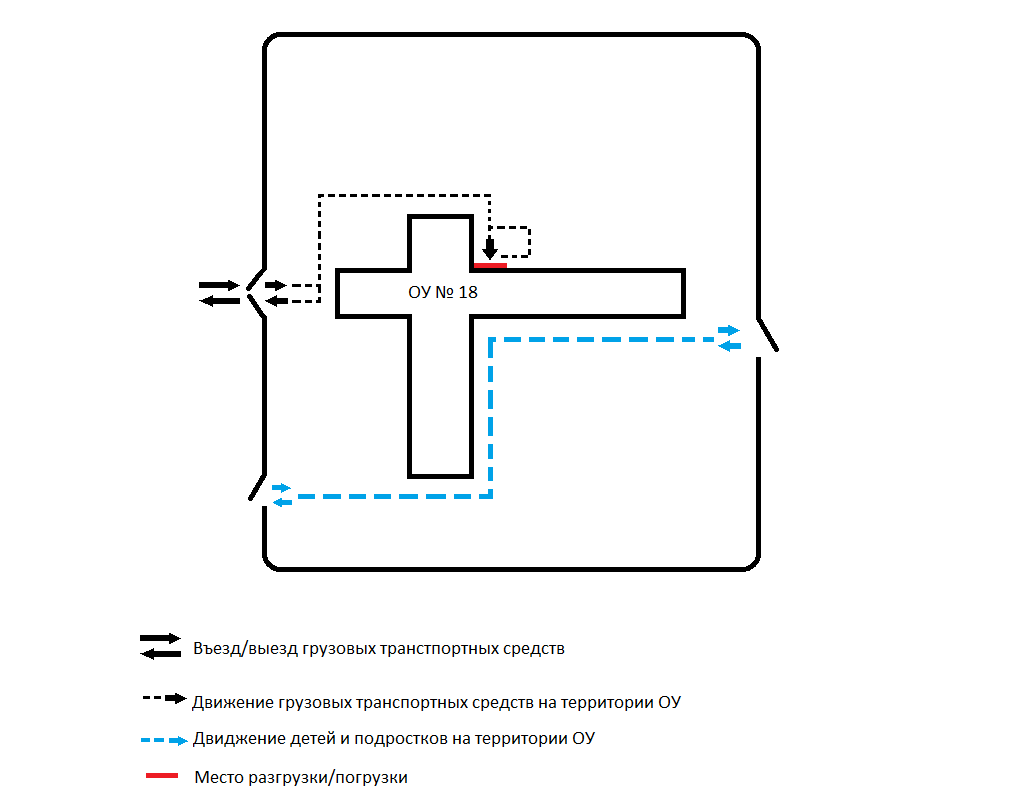 ОУ № 18
Въезд/выезд грузовых транстпортных средств
Движение грузовых транспортных средств на территории ОУ
Двиджение детей и подростков на территории ОУ
Место разгрузки/погрузки